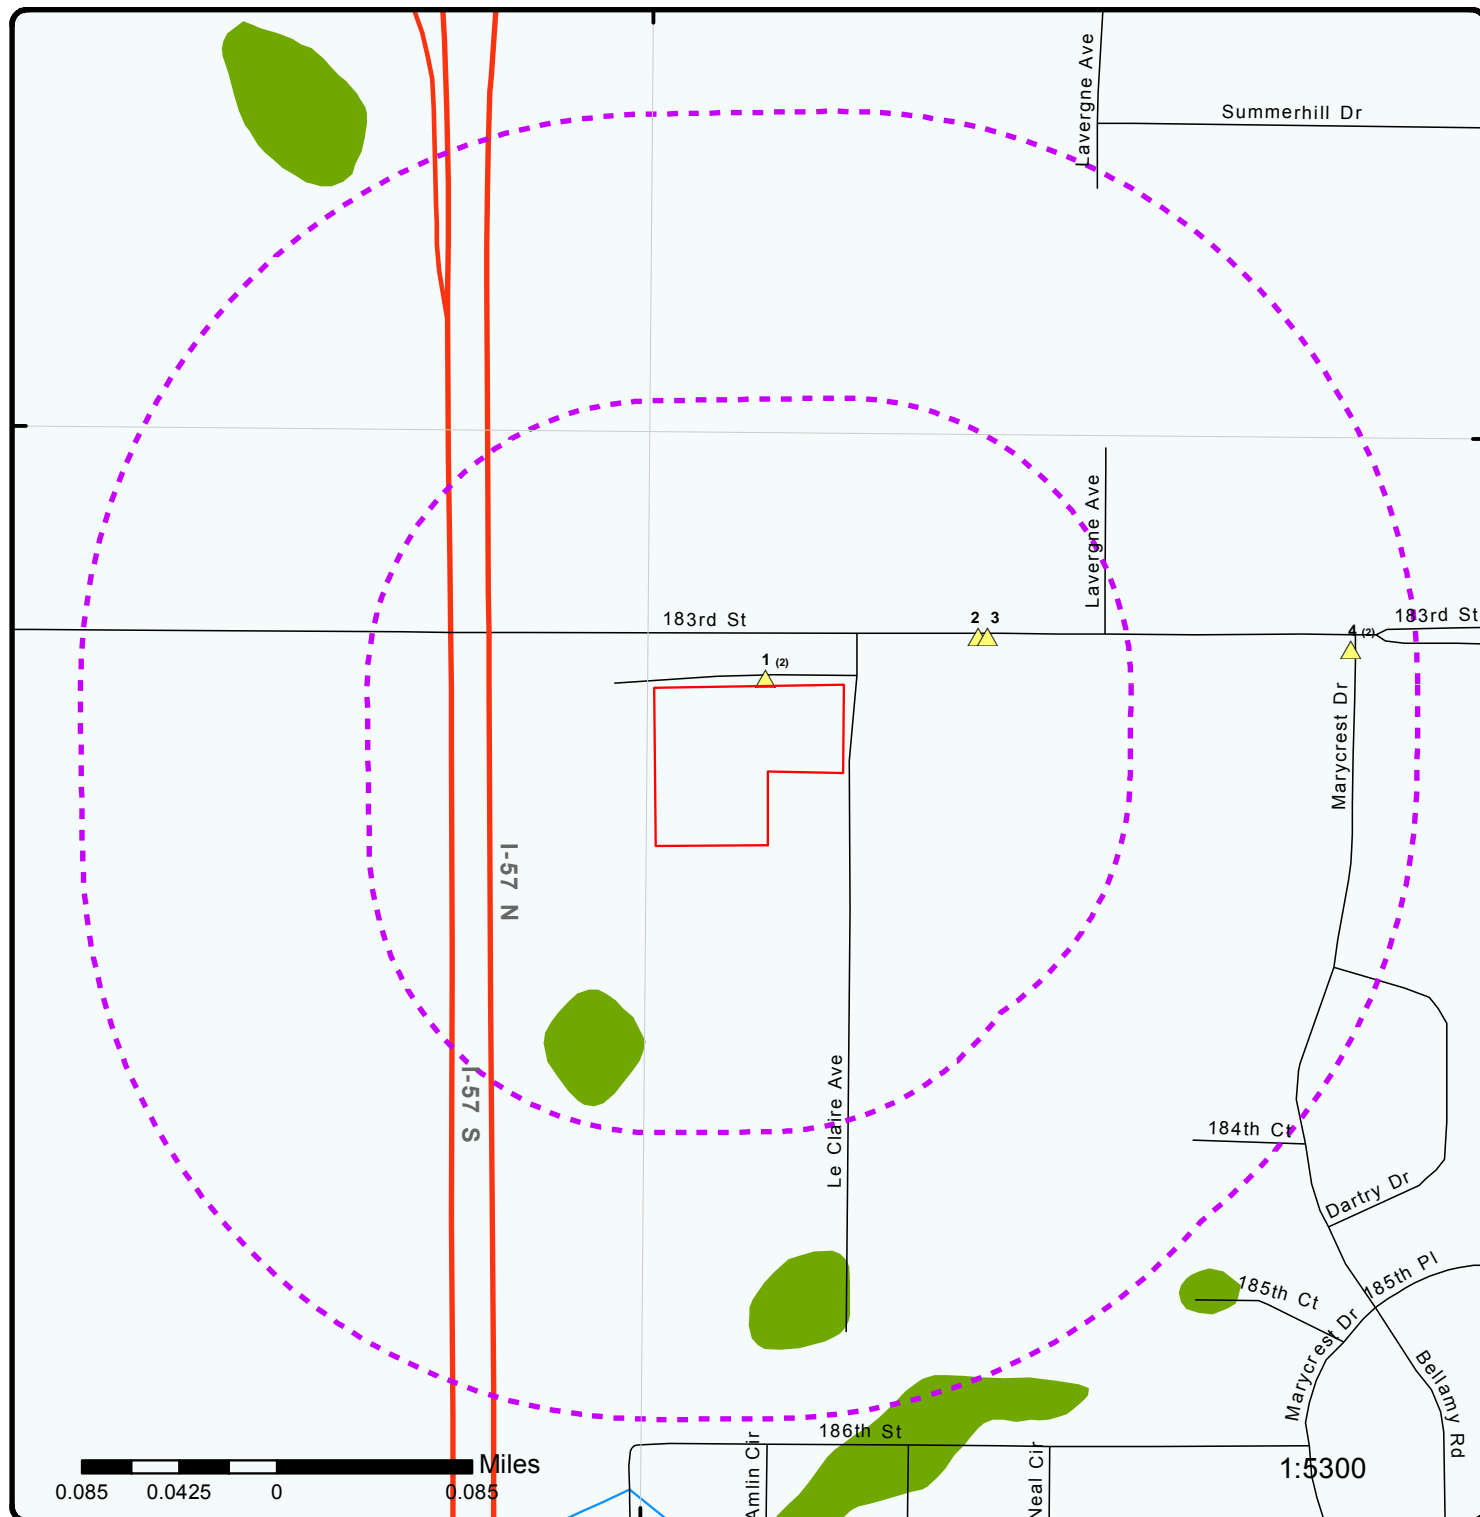 Lavergne Ave
Summerhill Dr
Lavergne Ave
183rd St
2 3
4 (2)
183rd St
1 (2)
Marycrest Dr
I-57 N
I-57 S
Le Claire Ave
184th Ct
Dartry Dr
185th Pl
185th Ct
Marycrest Dr
Bellamy Rd
186th St
Amlin Cir
Neal Cir
Miles
0.085 0.0425 0 0.085
1:5300